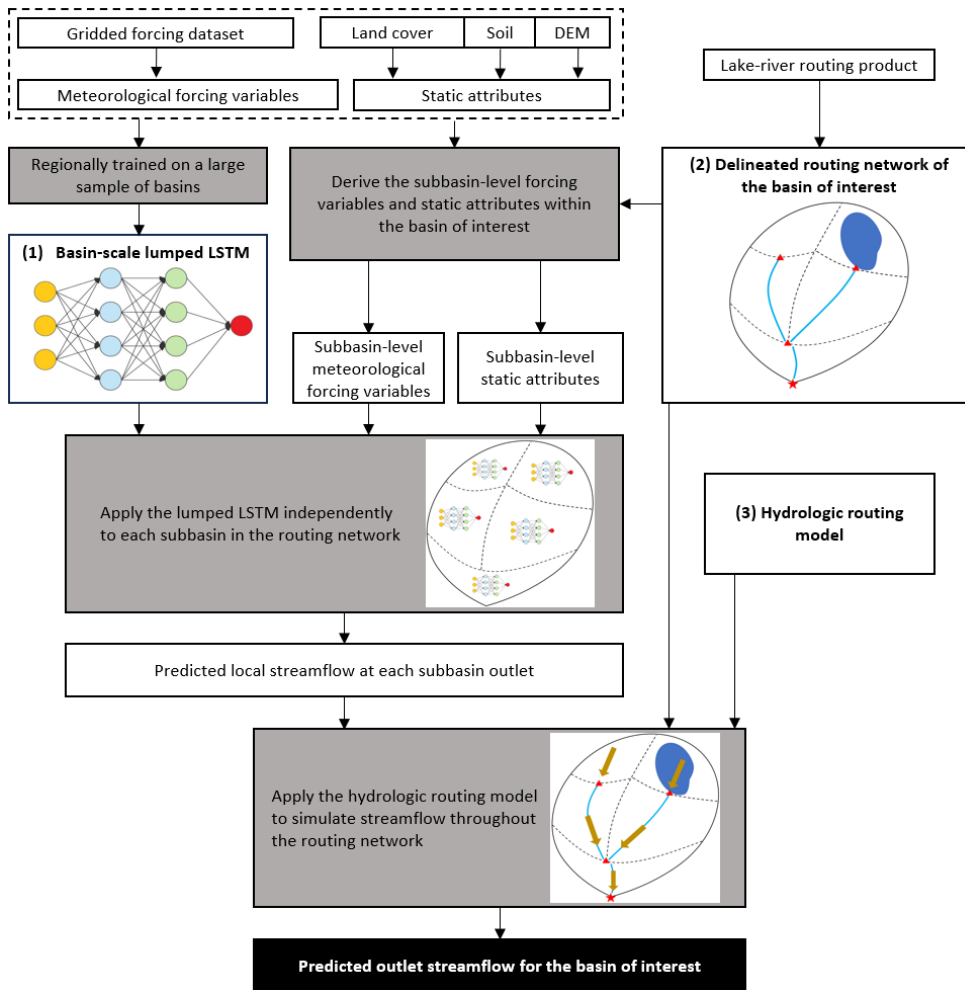 Gridded forcing dataset
Land cover
Soil
DEM
Lake-river routing product
Meteorological forcing variables
Static attributes
Regionally trained on a large
sample of basins
Derive the subbasin-level forcing
variables and static attributes within
the basin of interest
(2) Delineated routing network of
the basin of interest
(1) Basin-scale lumped LSTM
Subbasin-level
meteorological
forcing variables
Subbasin-level
static attributes
Apply the lumped LSTM independently
to each subbasin in the routing network
(3) Hydrologic routing
model
Predicted local streamflow at each subbasin outlet
Apply the hydrologic routing model
to simulate streamflow throughout
the routing network
Predicted outlet streamflow for the basin of interest